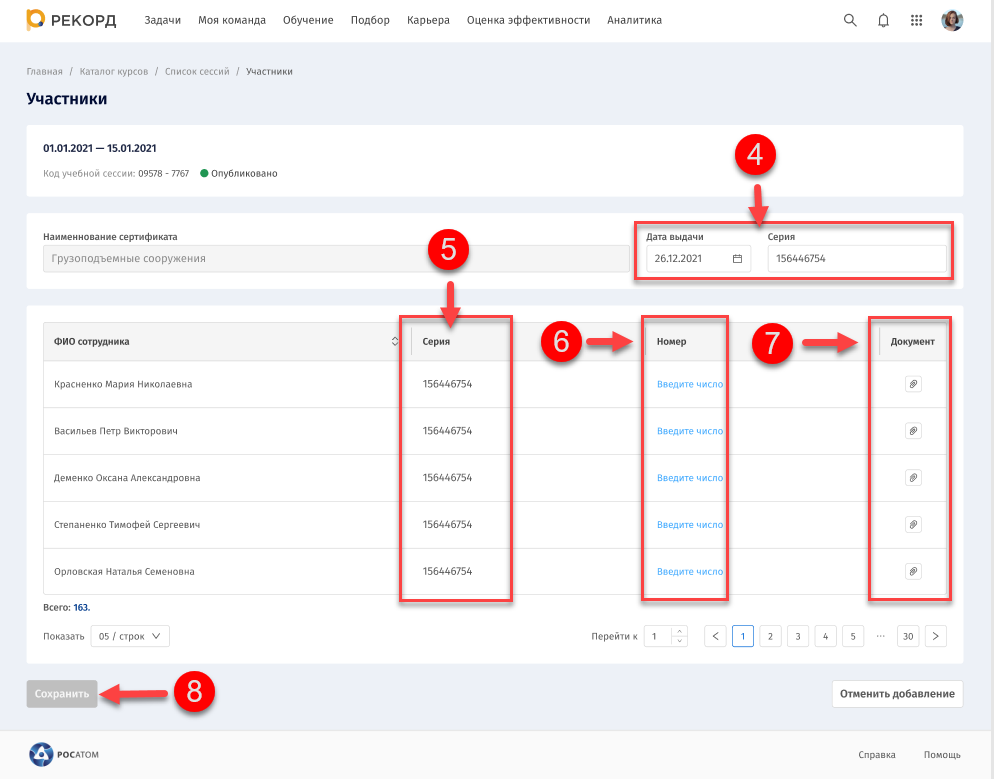 РЕКОРД Задачи Моя команда Обучение Подбор Карьера Оценка эффективности Аналитика
Главная / Каталог курсов / Список сессий / Участники
Участники
01.01.2021 — 15.01.2021
4
Код учебной сессии: 09578 - 7767 Опубликовано
Наименнование сертификата Дата выдачи Серия
5
Грузоподъемные сооружения 26.12.2021 156446754
ФИО сотрудника Серия 6 Номер 7 Документ
Красненко Мария Николаевна 156446754 Введите число
Васильев Петр Викторович 156446754 Введите число
Деменко Оксана Александровна 156446754 Введите число
Степаненко Тимофей Сергеевич 156446754 Введите число
Орловская Наталья Семеновна 156446754 Введите число
Всего: 163.
Показать 05 / строк Перейти к 1 < 1 2 3 4 5 ··· 30 >
Сохранить 8 Отменить добавление
РОСАТОМ Справка Помощь